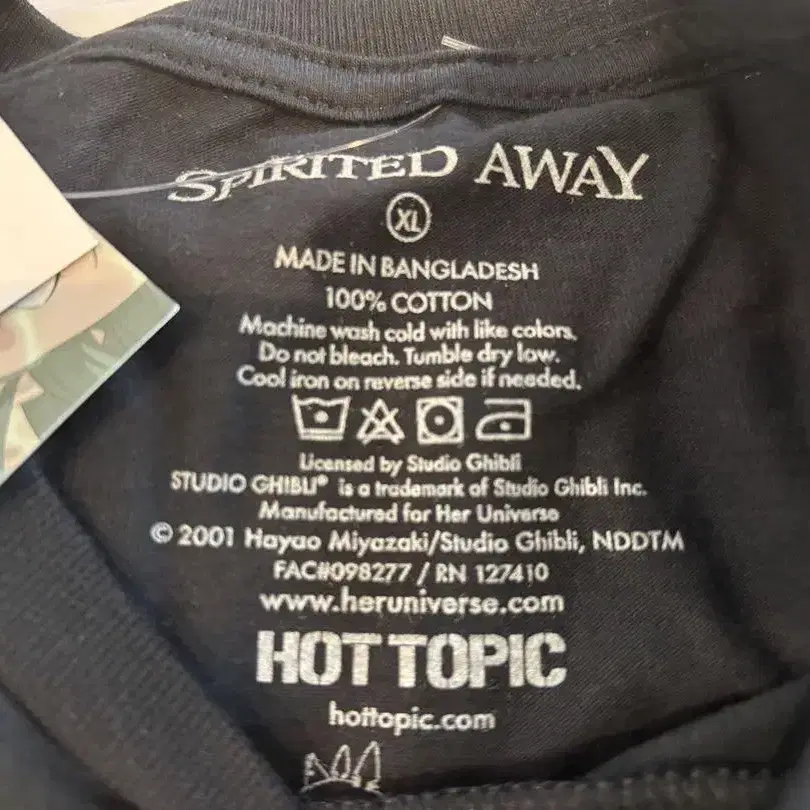 SPIRITED AWAY
XL
MADE IN BANGLADESH
100% COTTON
Machine wash cold with like colors.
Do not bleach. Tumble dry low.
Cool iron on reverse side if needed.
Licensed by Studio Ghibli
STUDIO GHIBLI® is a trademark of Studio Ghibli Inc.
Manufactured for Her Universe
© 2001 Hayao Miyazaki/Studio Ghibli, NDDTM
FAC#098277 / RN 127410
www.heruniverse.com
HOT TOPIC
hottopic.com